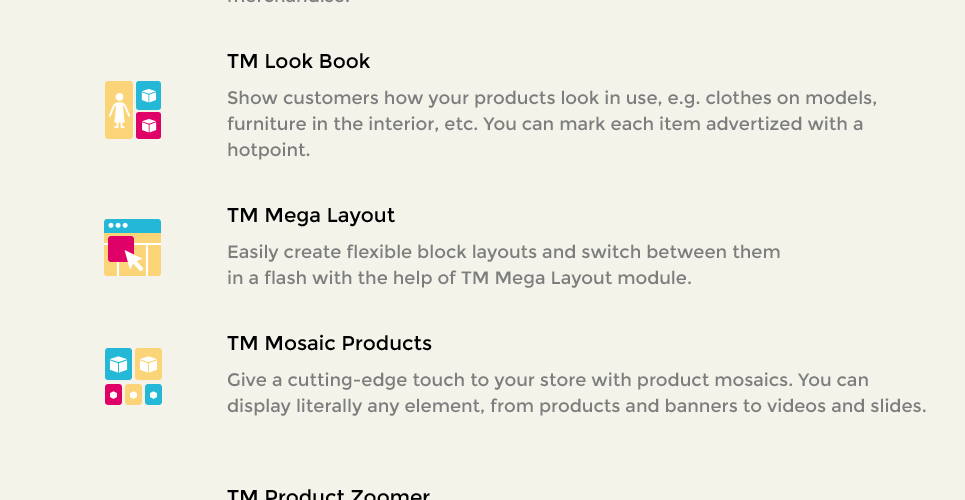 merchandise.
TM Look Book
Show customers how your products look in use, e.g. clothes on models,
furniture in the interior, etc. You can mark each item advertized with a
hotpoint.
TM Mega Layout
Easily create flexible block layouts and switch between them
in a flash with the help of TM Mega Layout module.
TM Mosaic Products
Give a cutting-edge touch to your store with product mosaics. You can
display literally any element, from products and banners to videos and slides.
TM Product Zoomer